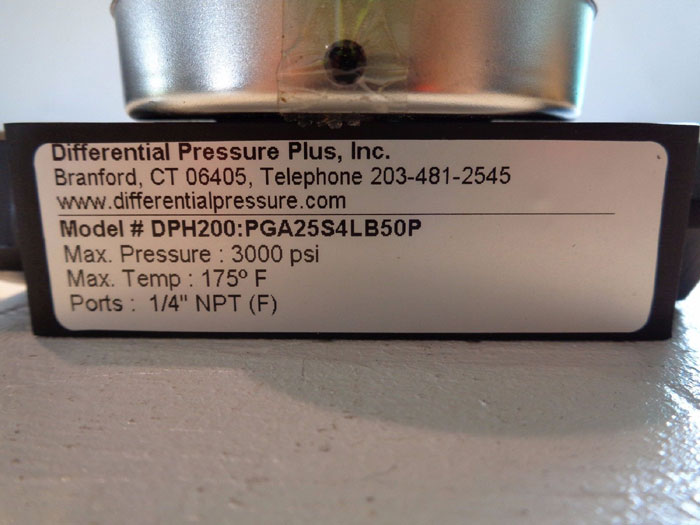 Differential Pressure Plus, Inc.
Branford, CT 06405, Telephone 203-481-2545
www.differentialpressure.com
Model # DPH200:PGA25S4LB50P
Max. Pressure : 3000 psi
Max. Temp : 175º F
Ports : 1/4" NPT (F)